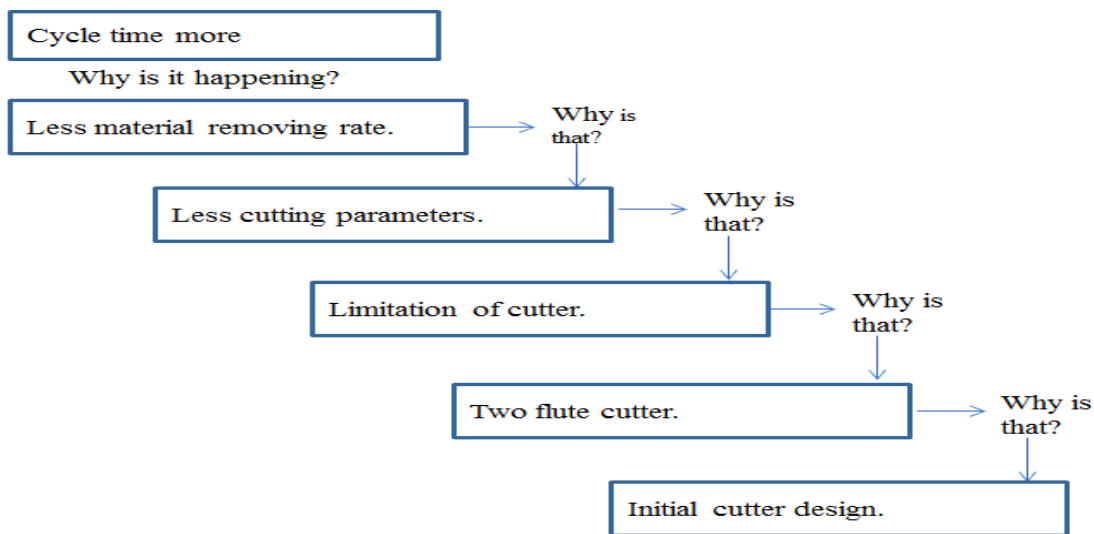 Cycle time more
Why is it happening?
Less material removing rate.
Why is
that?
Less cutting parameters.
Why is
that?
Limitation of cutter.
Why is
that?
Two flute cutter.
Why is
that?
Initial cutter design.